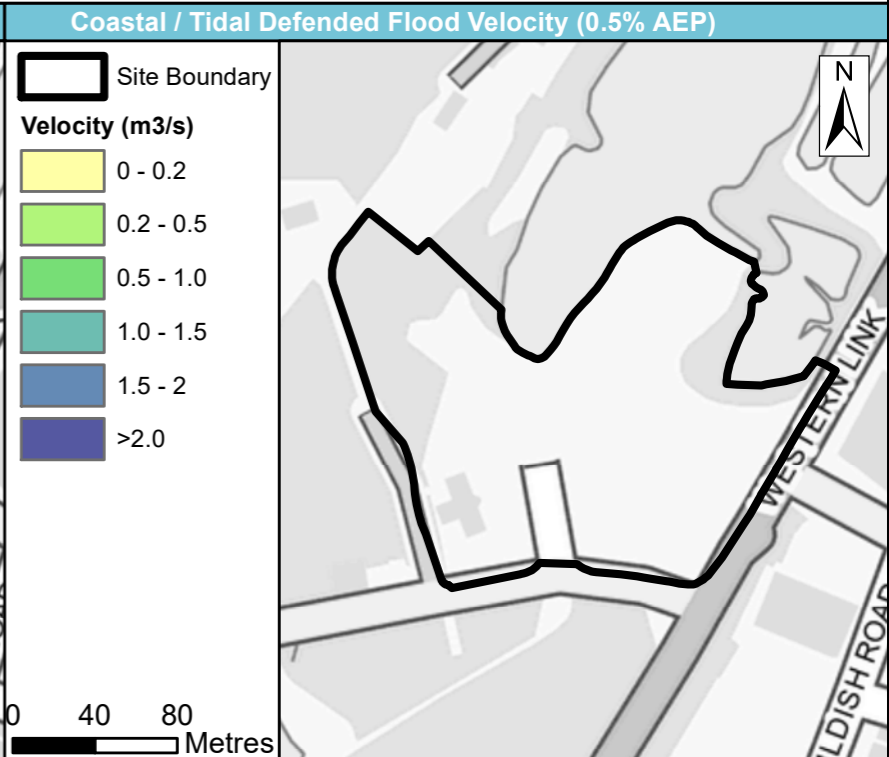 Coastal / Tidal Defended Flood Velocity (0.5% AEP)
Site Boundary
Velocity (m3/s)
0 - 0.2
0.2 - 0.5
0.5 - 1.0
1.0 - 1.5
1.5 - 2
>2.0
0 40 80
Metres
N
WESTERN LINK
ILDISH ROAD